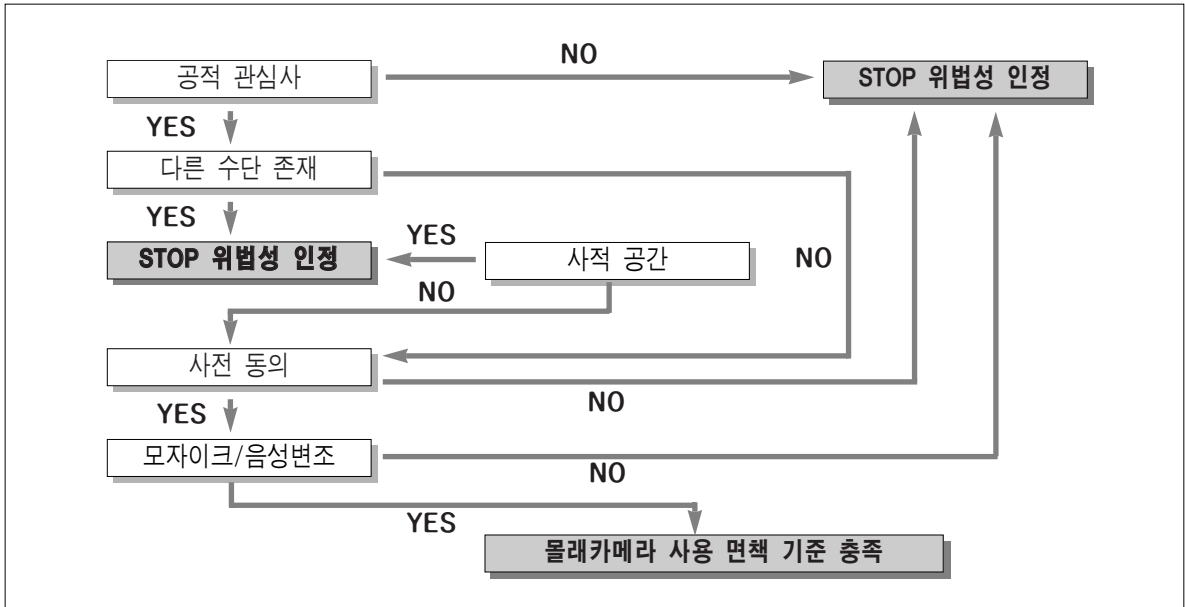 공적 관심사
NO
STOP 위법성 인정
YES
다른 수단 존재
YES
STOP 위법성 인정
YES
사적 공간
NO
NO
사전 동의
NO
YES
모자이크/음성변조
NO
YES
몰래카메라 사용 면책 기준 충족